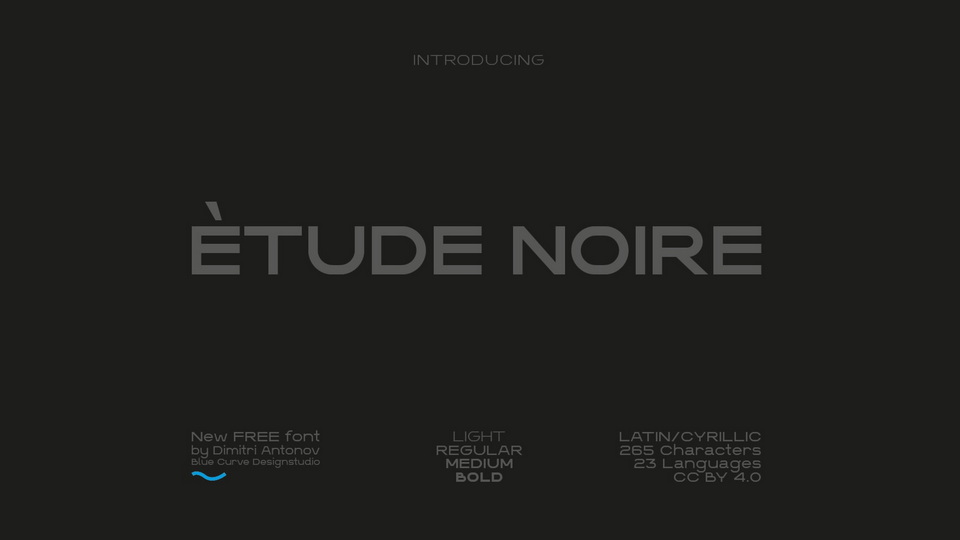 INTRODUCING
ÈTUDE NOIRE
New FREE font
by Dimitri Antonov
Blue Curve Designstudio
LIGHT
REGULAR
MEDIUM
BOLD
LATIN/CYRILLIC
265 Characters
23 Languages
CC BY 4.0